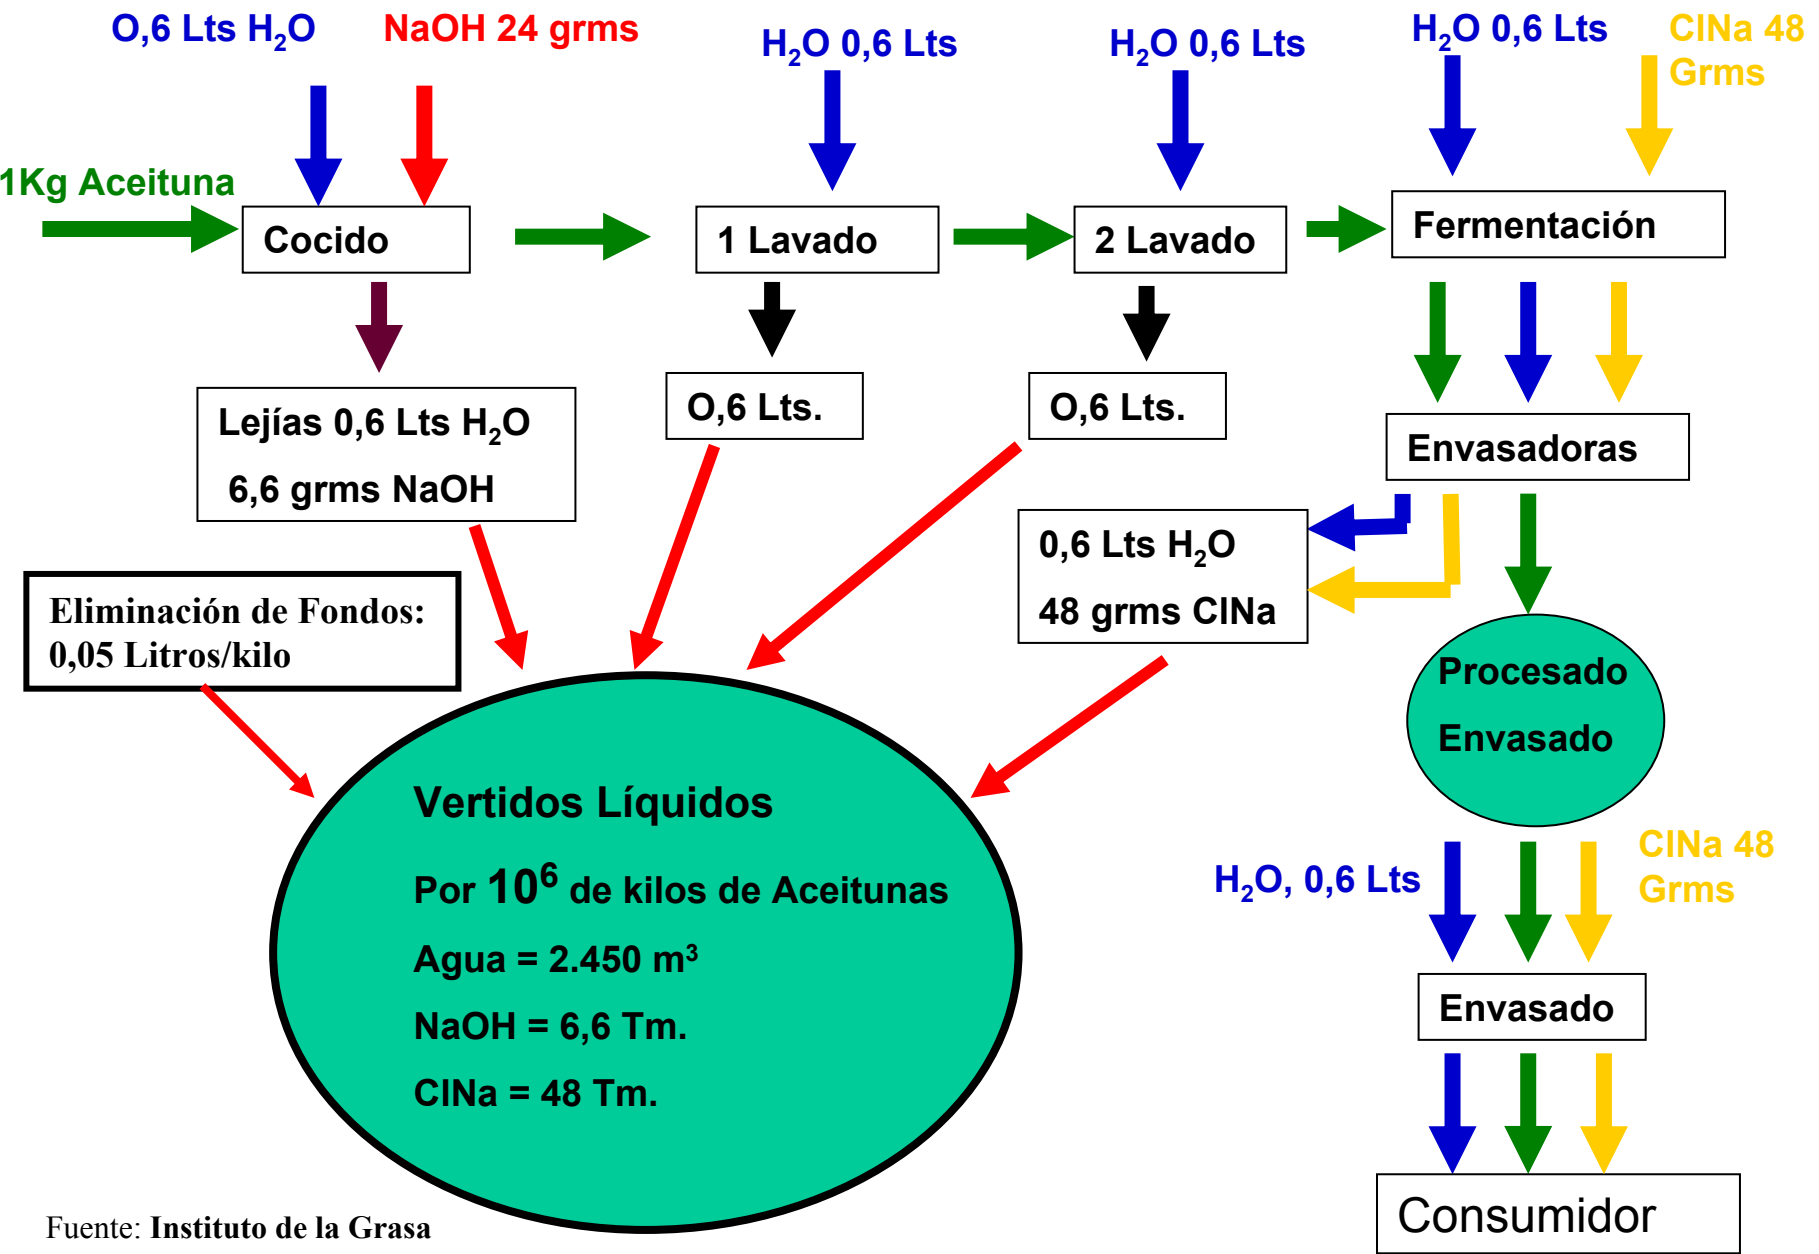 O,6 Lts H₂O
NaOH 24 grms
H₂O 0,6 Lts
H₂O 0,6 Lts
H₂O 0,6 Lts
ClNa 48
Grms
1Kg Aceituna
Cocido
1 Lavado
2 Lavado
Fermentación
Lejías 0,6 Lts H₂O
6,6 grms NaOH
O,6 Lts.
O,6 Lts.
Envasadoras
0,6 Lts H₂O
48 grms ClNa
Eliminación de Fondos:
0,05 Litros/kilo
Procesado
Envasado
Vertidos Líquidos
Por 10⁶ de kilos de Aceitunas
Agua = 2.450 m³
NaOH = 6,6 Tm.
ClNa = 48 Tm.
H₂O, 0,6 Lts
ClNa 48
Grms
Envasado
Consumidor
Fuente: Instituto de la Grasa